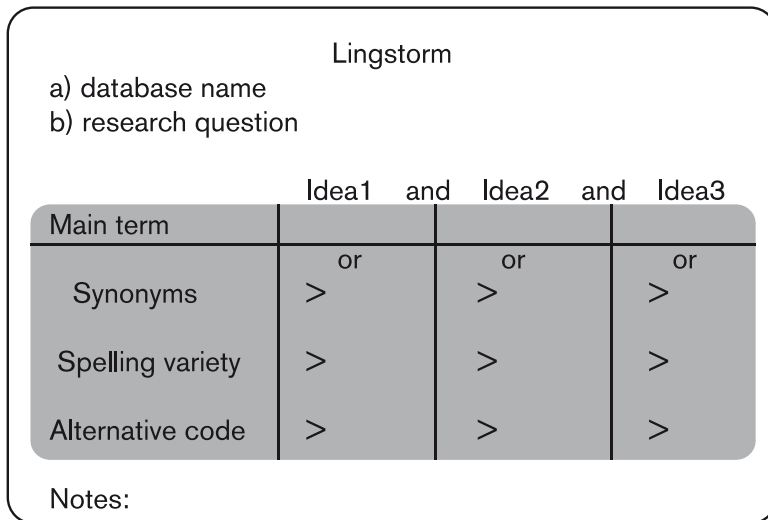 Lingstorm
a) database name
b) research question
Idea1 and Idea2 and Idea3
Main term
or or or
Synonyms > > >
Spelling variety > > >
Alternative code > > >
Notes: